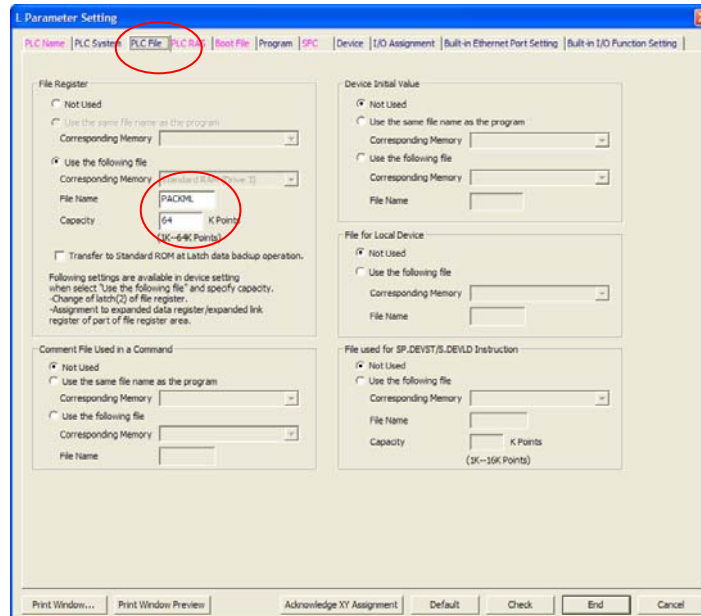 L Parameter Setting
PLC Name PLC System PLC File PLC RAS Boot File Program SFC Device I/O Assignment Built-in Ethernet Port Setting Built-in I/O Function Setting
File Register
Not Used
Use the same file name as the program
Corresponding Memory
Use the following file
Corresponding Memory Standard RAM (Drive 3)
File Name PACKML
Capacity 64 K Points
(1K--64K Points)
Transfer to Standard ROM at Latch data backup operation.
Following settings are available in device setting
when select "Use the following file" and specify capacity.
-Change of latch(2) of file register.
-Assignment to expanded data register/expanded link
register of part of file register area.
Comment File Used in a Command
Not Used
Use the same file name as the program
Corresponding Memory
Use the following file
Corresponding Memory
File Name
Device Initial Value
Not Used
Use the same file name as the program
Corresponding Memory
Use the following file
Corresponding Memory
File Name
File for Local Device
Not Used
Use the following file
Corresponding Memory
File Name
File used for SP.DEVST/S.DEVLD Instruction
Not Used
Use the following file
Corresponding Memory
File Name
Capacity K Points
(1K--16K Points)
Print Window... Print Window Preview Acknowledge XY Assignment Default Check End Cancel